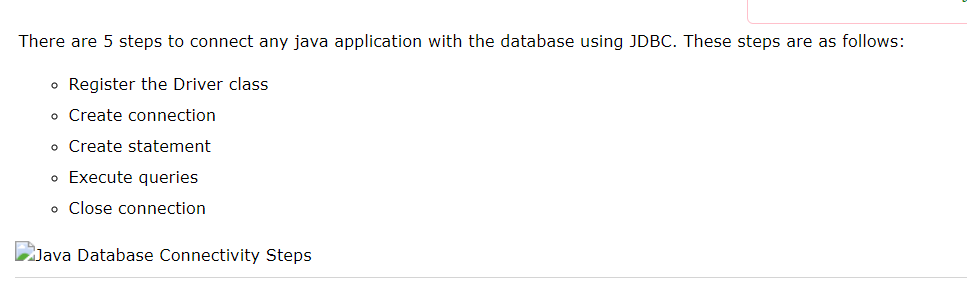 There are 5 steps to connect any java application with the database using JDBC. These steps are as follows:
Register the Driver class
Create connection
Create statement
Execute queries
Close connection
Java Database Connectivity Steps